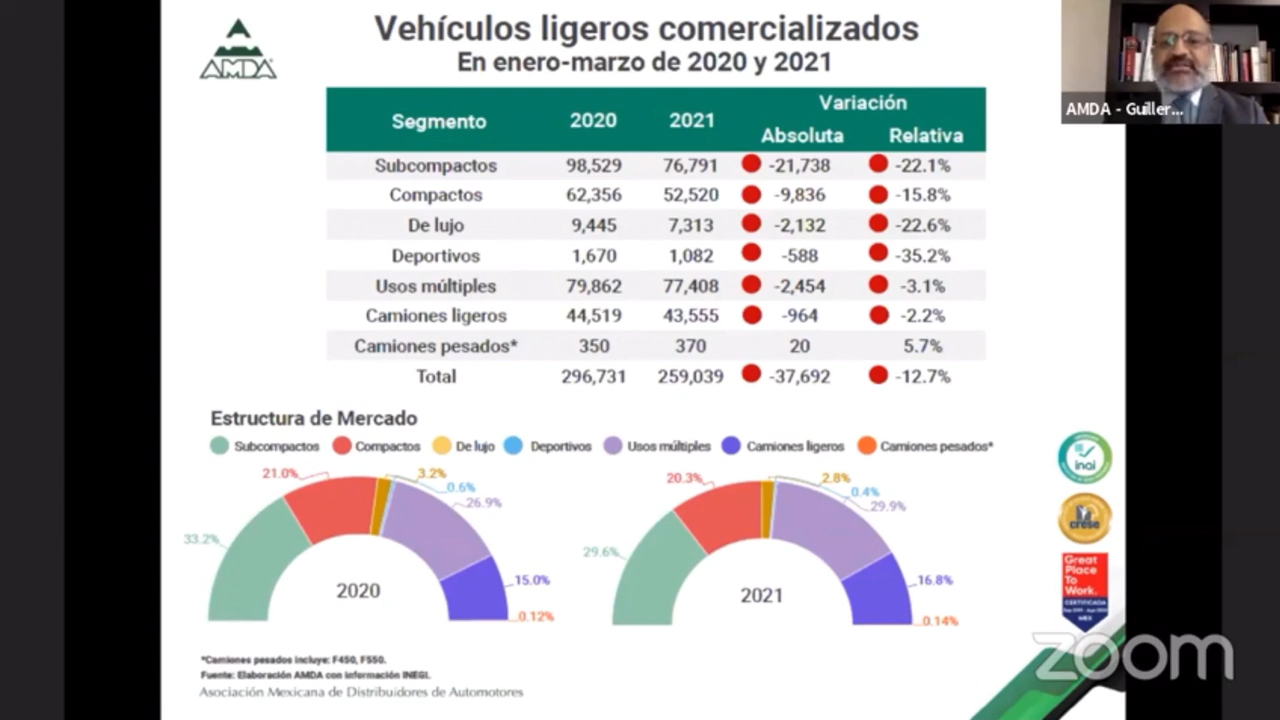 Vehículos ligeros comercializados
En enero-marzo de 2020 y 2021
AMDA
AMDA - Guiller...
Segmento 2020 2021 Variación
Absoluta Relativa
Subcompactos 98,529 76,791 -21,738 -22.1%
Compactos 62,356 52,520 -9,836 -15.8%
De lujo 9,445 7,313 -2,132 -22.6%
Deportivos 1,670 1,082 -588 -35.2%
Usos múltiples 79,862 77,408 -2,454 -3.1%
Camiones ligeros 44,519 43,555 -964 -2.2%
Camiones pesados* 350 370 20 5.7%
Total 296,731 259,039 -37,692 -12.7%
Estructura de Mercado
Subcompactos Compactos De lujo Deportivos Usos múltiples Camiones ligeros Camiones pesados*
33.2% 21.0% 3.2% 0.6% 26.9% 15.0% 0.12%
2020
29.6% 20.3% 2.8% 0.4% 29.9% 16.8% 0.14%
2021
inai
crese
Great
Place
To
Work.
CERTIFICADA
MEX
*Camiones pesados incluye: F450, F550.
Fuente: Elaboración AMDA con información INEGI.
Asociación Mexicana de Distribuidores de Automotores
zoom